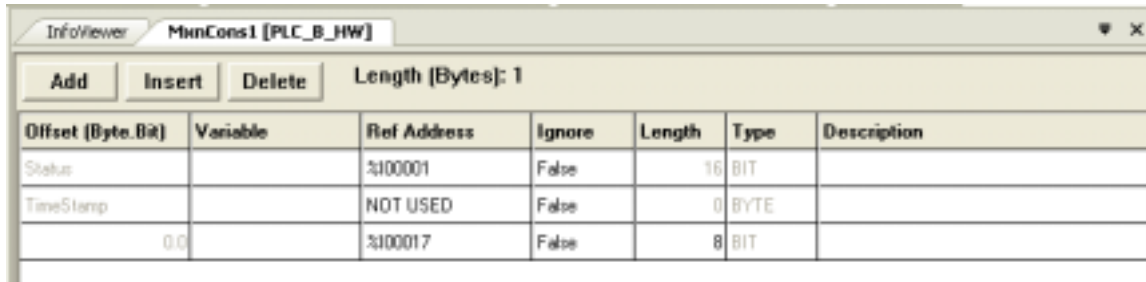 InfoViewer MxnCons1 [PLC_B_HW]
Add Insert Delete Length (Bytes): 1
Offset (Byte.Bit) Variable Ref Address Ignore Length Type Description
Status %I00001 False 16 BIT
TimeStamp NOT USED False 0 BYTE
0.0 %I00017 False 8 BIT